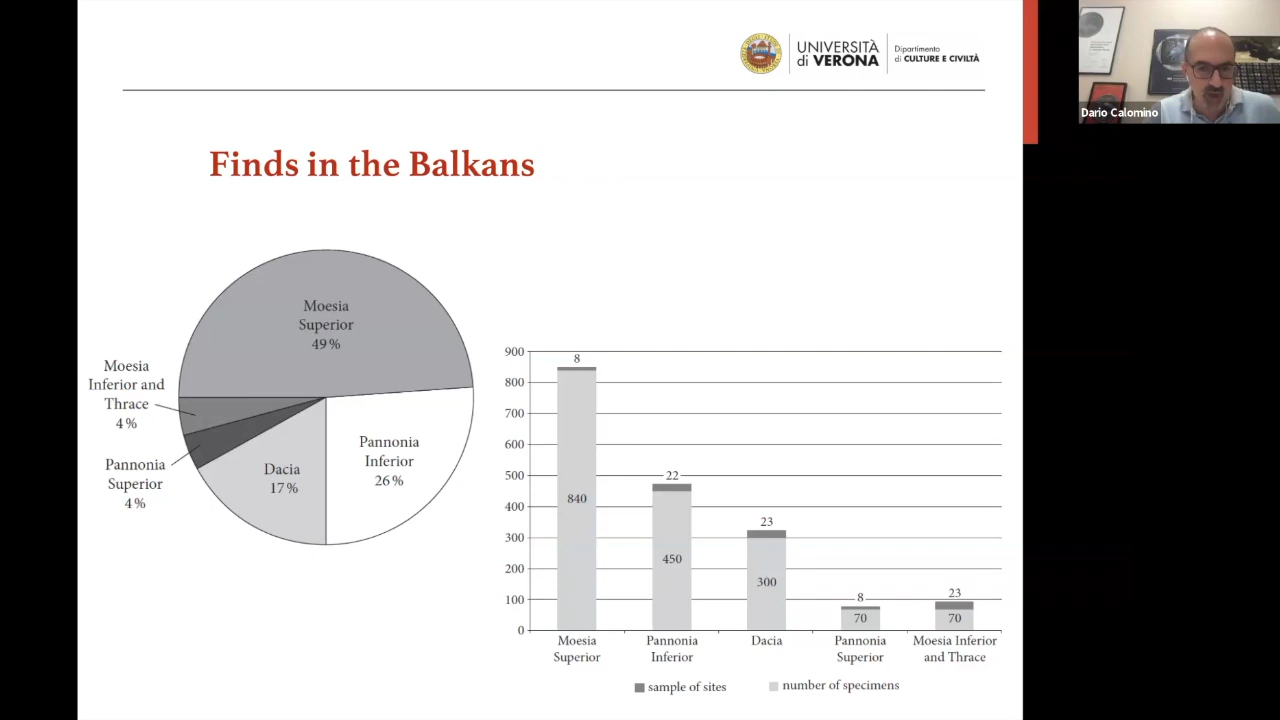 UNIVERSITÀ
di VERONA
Dipartimento
di CULTURE E CIVILTÀ
Dario Calomino
Finds in the Balkans
Moesia
Superior
49%
Moesia
Inferior and
Thrace
4%
Pannonia
Superior
4%
Dacia
17%
Pannonia
Inferior
26%
900
800
700
600
500
400
300
200
100
0
8
840
22
450
23
300
8
70
23
70
Moesia
Superior
Pannonia
Inferior
Dacia
Pannonia
Superior
Moesia Inferior
and Thrace
sample of sites
number of specimens